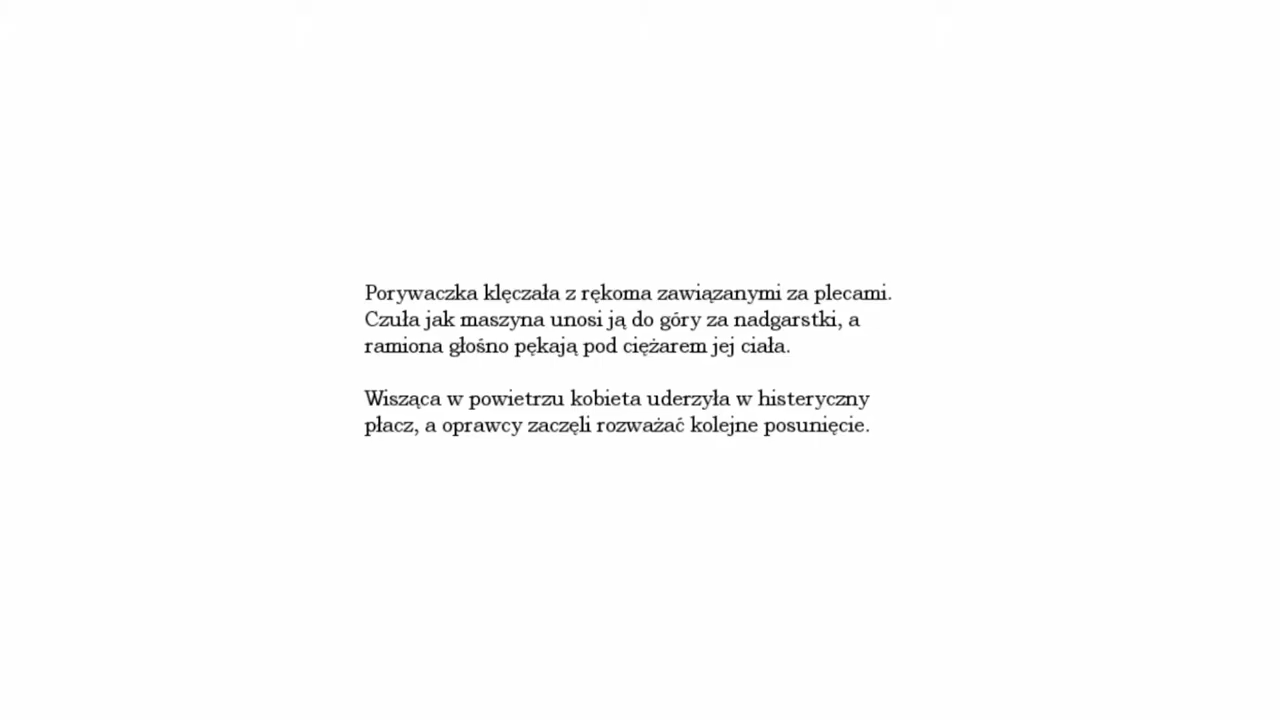 Porywaczka klęczała z rękoma zawiązanymi za plecami.
Czuła jak maszyna unosi ją do góry za nadgarstki, a
ramiona głośno pękają pod ciężarem jej ciała.
Wisząca w powietrzu kobieta uderzyła w histeryczny
płacz, a oprawcy zaczęli rozważać kolejne posunięcie.